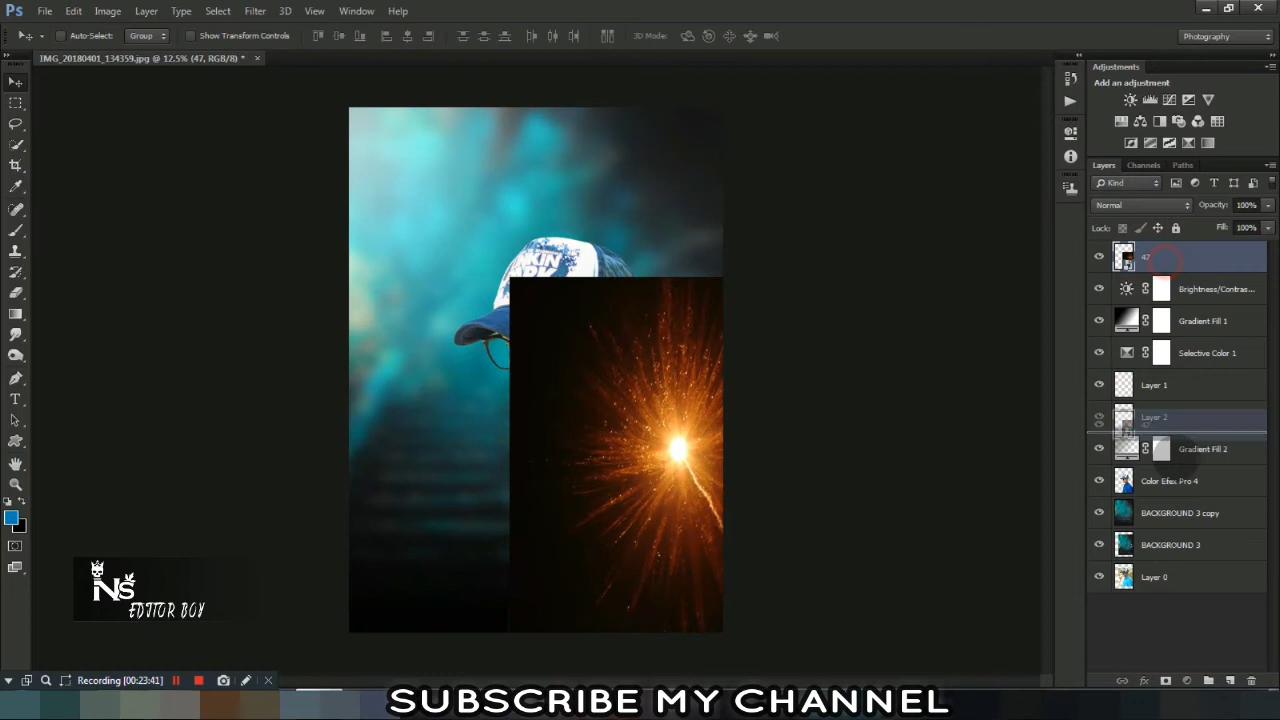 Ps File Edit Image Layer Type Select Filter 3D View Window Help
Auto-Select: Group Show Transform Controls 3D Mode: Photography
IMG_20180401_134359.jpg @ 12.5% (47, RGB/8) * ×
Adjustments
Add an adjustment
Layers Channels Paths
Kind
Normal Opacity: 100%
Lock: Fill: 100%
47
Brightness/Contras...
Gradient Fill 1
Selective Color 1
Layer 1
Layer 2
47
Gradient Fill 2
Color Efex Pro 4
BACKGROUND 3 copy
BACKGROUND 3
Layer 0
NS
EDITOR BOY
Recording [00:23:41]
SUBSCRIBE MY CHANNEL